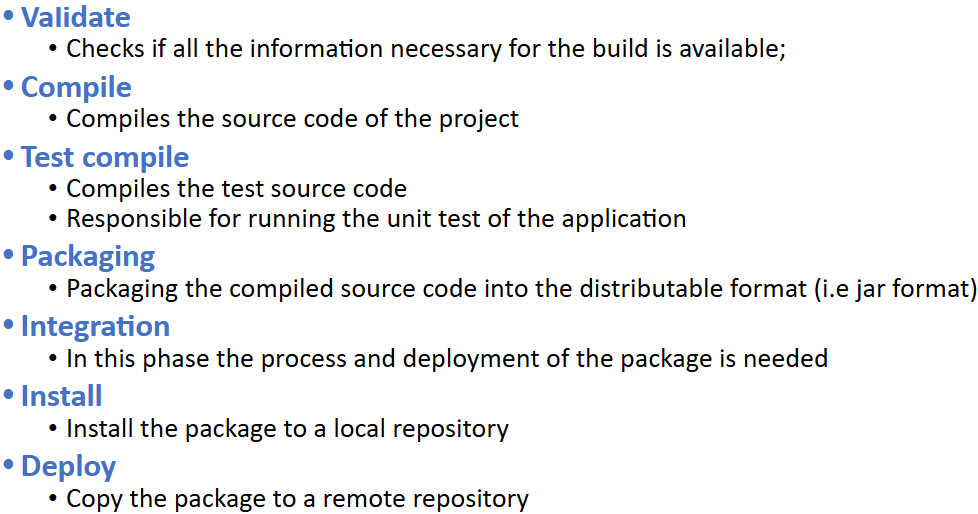 • Validate
• Checks if all the information necessary for the build is available;
• Compile
• Compiles the source code of the project
• Test compile
• Compiles the test source code
• Responsible for running the unit test of the application
• Packaging
• Packaging the compiled source code into the distributable format (i.e jar format)
• Integration
• In this phase the process and deployment of the package is needed
• Install
• Install the package to a local repository
• Deploy
• Copy the package to a remote repository